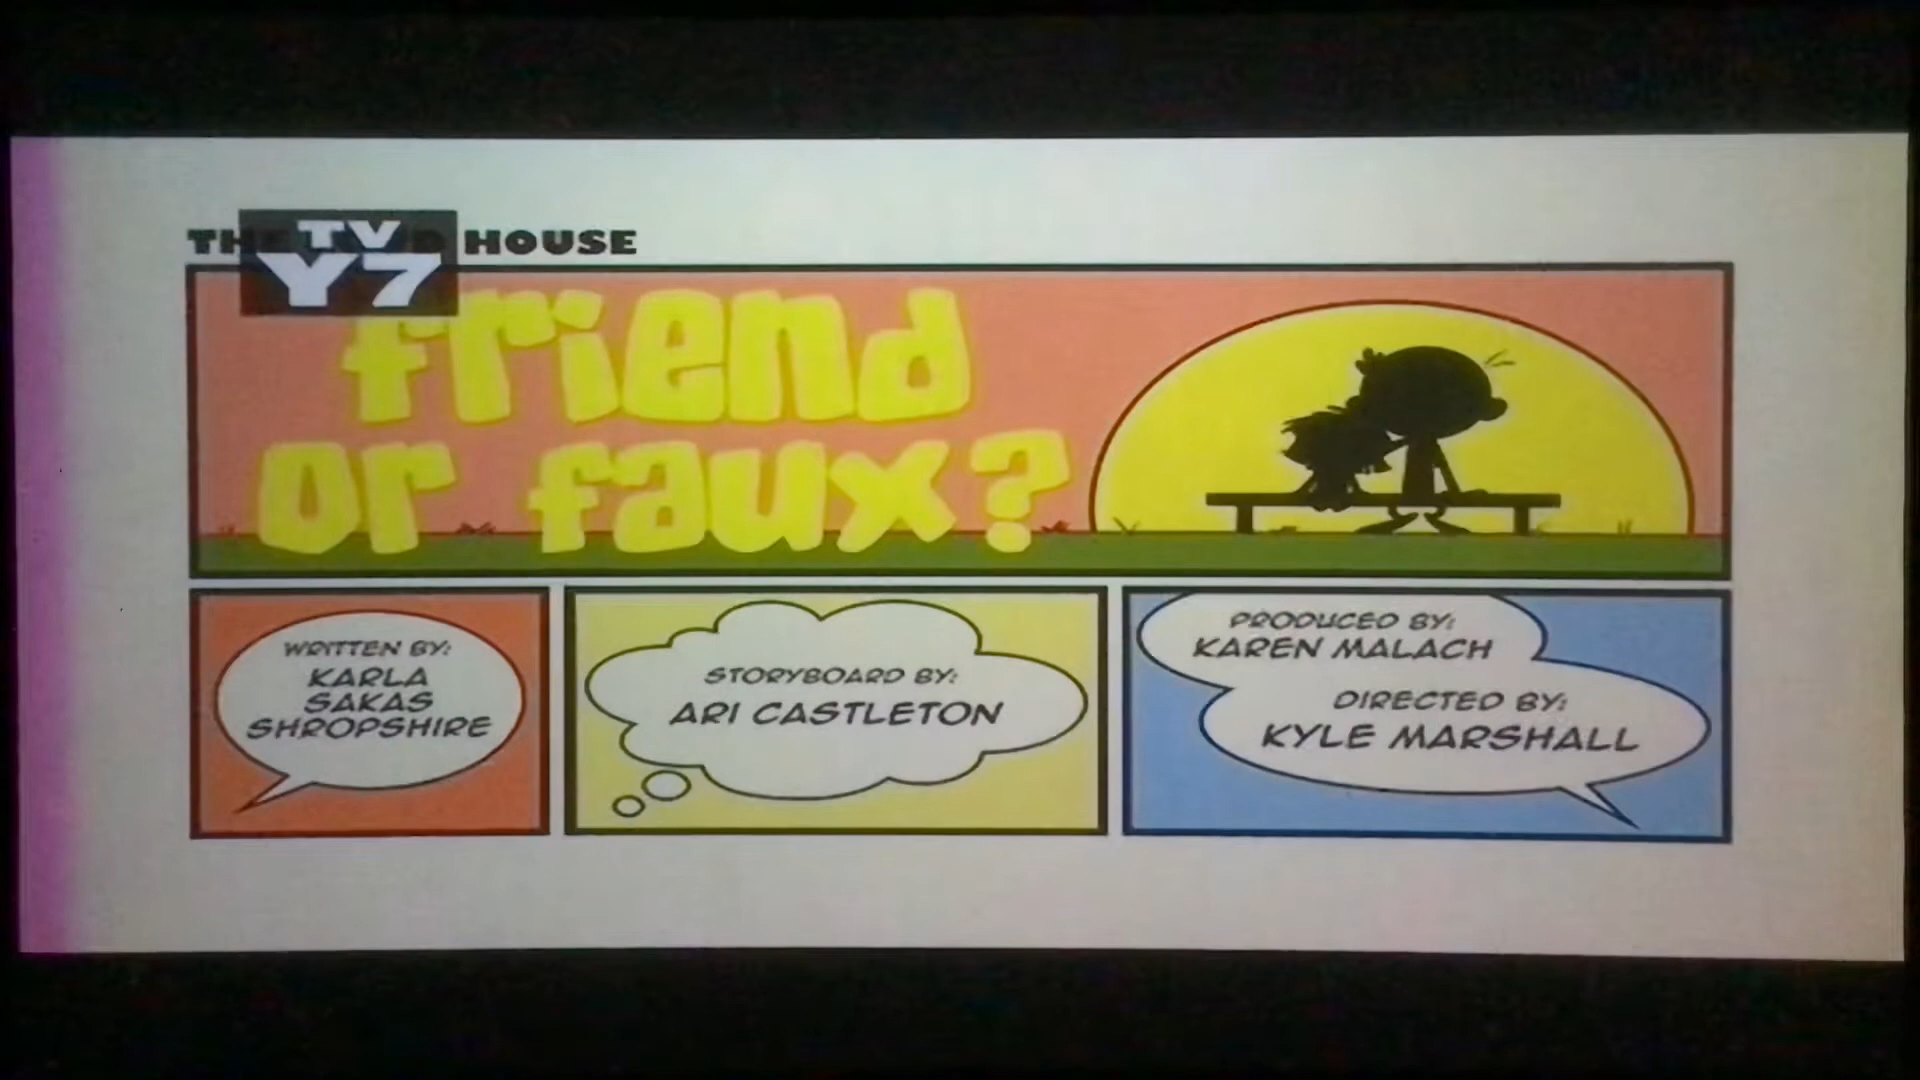 TV
Y7
THE LOUD HOUSE
friend
or faux?
WRITTEN BY:
KARLA
SAKAS
SHROPSHIRE
STORYBOARD BY:
ARI CASTLETON
PRODUCED BY:
KAREN MALACH
DIRECTED BY:
KYLE MARSHALL